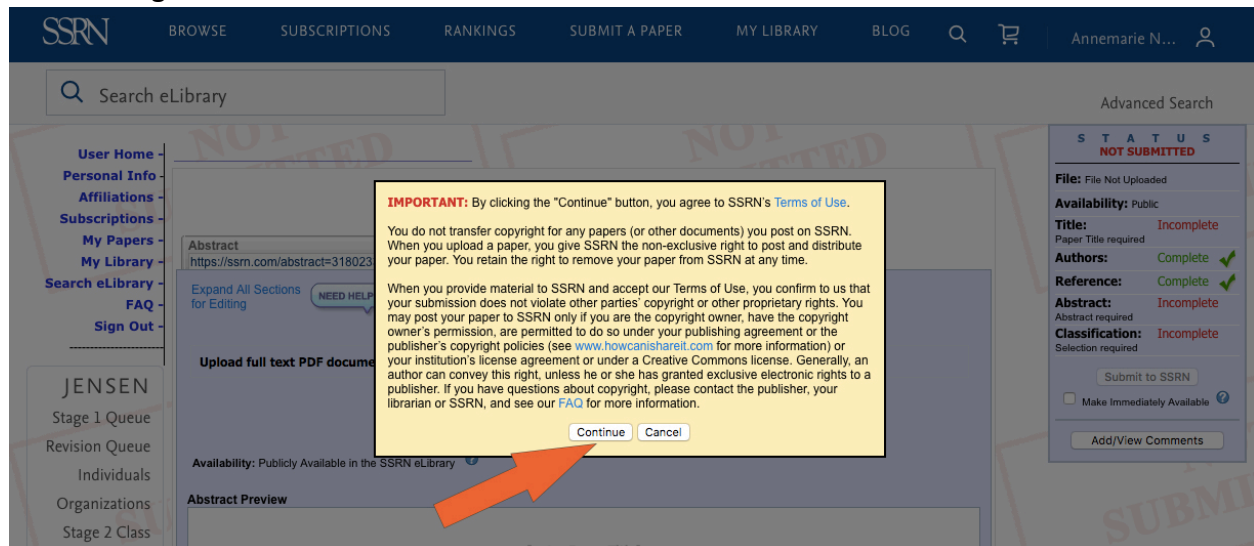 SSRN
BROWSE SUBSCRIPTIONS RANKINGS SUBMIT A PAPER MY LIBRARY BLOG Annemarie N...
Search eLibrary
Advanced Search
User Home -
Personal Info -
Affiliations -
Subscriptions -
My Papers -
My Library -
Search eLibrary -
FAQ -
Sign Out -
JENSEN
Stage 1 Queue
Revision Queue
Individuals
Organizations
Stage 2 Class
NOT
NOT
Abstract
https://ssrn.com/abstract=318023
Expand All Sections
for Editing
NEED HELP
Upload full text PDF docume
Availability: Publicly Available in the SSRN eLibrary
Abstract Preview
IMPORTANT: By clicking the "Continue" button, you agree to SSRN's Terms of Use.
You do not transfer copyright for any papers (or other documents) you post on SSRN.
When you upload a paper, you give SSRN the non-exclusive right to post and distribute
your paper. You retain the right to remove your paper from SSRN at any time.
When you provide material to SSRN and accept our Terms of Use, you confirm to us that
your submission does not violate other parties' copyright or other proprietary rights. You
may post your paper to SSRN only if you are the copyright owner, have the copyright
owner's permission, are permitted to do so under your publishing agreement or the
publisher's copyright policies (see www.howcanishareit.com for more information) or
your institution's license agreement or under a Creative Commons license. Generally, an
author can convey this right, unless he or she has granted exclusive electronic rights to a
publisher. If you have questions about copyright, please contact the publisher, your
librarian or SSRN, and see our FAQ for more information.
Continue Cancel
S T A T U S
NOT SUBMITTED
File: File Not Uploaded
Availability: Public
Title: Incomplete
Paper Title required
Authors: Complete
Reference: Complete
Abstract: Incomplete
Abstract required
Classification: Incomplete
Selection required
Submit to SSRN
Make Immediately Available
Add/View Comments